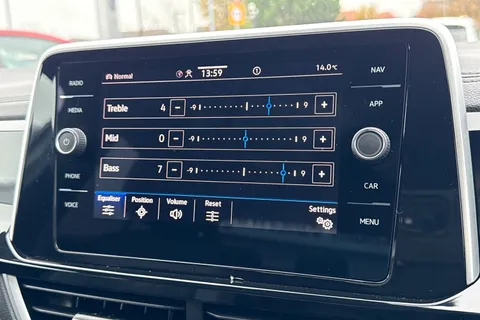 Normal 13:59 14.0°C
RADIO NAV
MEDIA APP
Treble 4 − -9 9 +
Mid 0 − -9 9 +
Bass 7 − -9 9 +
PHONE CAR
VOICE MENU
Equaliser Position Volume Reset Settings